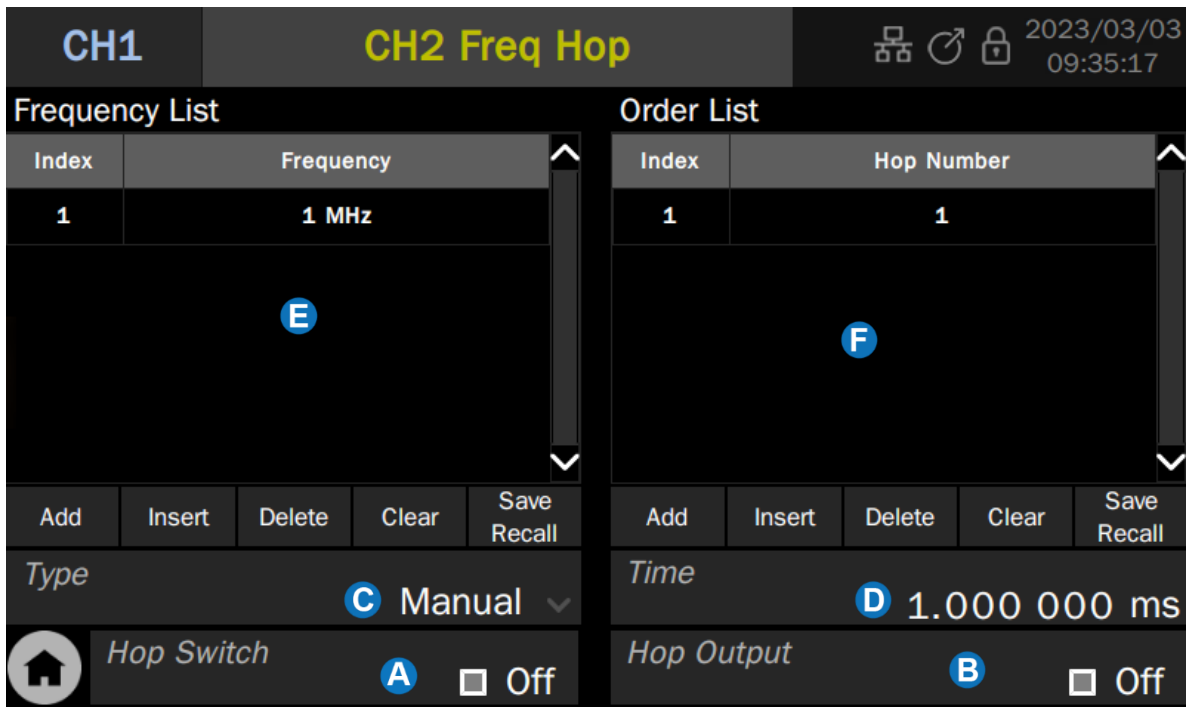 CH1 CH2 Freq Hop 2023/03/03
09:35:17
Frequency List
Index Frequency
1 1 MHz
E
Add Insert Delete Clear Save Recall
Order List
Index Hop Number
1 1
F
Add Insert Delete Clear Save Recall
Type
C Manual
Time
D 1.000 000 ms
Hop Switch
A Off
Hop Output
B Off